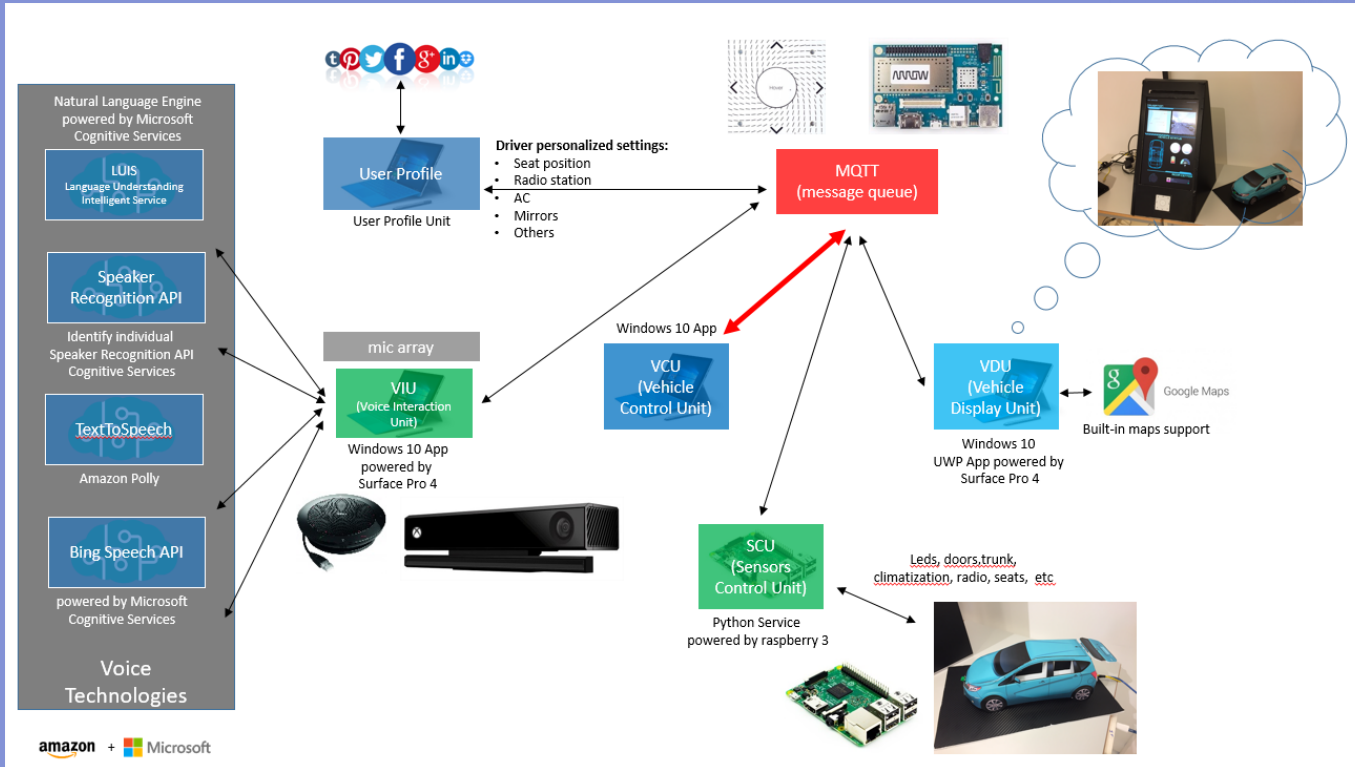 Natural Language Engine
powered by Microsoft
Cognitive Services
LUIS
Language Understanding
Intelligent Service
Speaker
Recognition API
Identify individual
Speaker Recognition API
Cognitive Services
TextToSpeech
Amazon Polly
Bing Speech API
powered by Microsoft
Cognitive Services
Voice
Technologies
amazon + Microsoft
User Profile
User Profile Unit
Driver personalized settings:
• Seat position
• Radio station
• AC
• Mirrors
• Others
mic array
VIU
(Voice Interaction
Unit)
Windows 10 App
powered by
Surface Pro 4
ARROW
MQTT
(message queue)
Windows 10 App
VCU
(Vehicle
Control Unit)
VDU
(Vehicle
Display Unit)
Windows 10
UWP App powered by
Surface Pro 4
g
Google Maps
Built-in maps support
SCU
(Sensors
Control Unit)
Python Service
powered by raspberry 3
Leds, doors,trunk,
climatization, radio, seats, etc